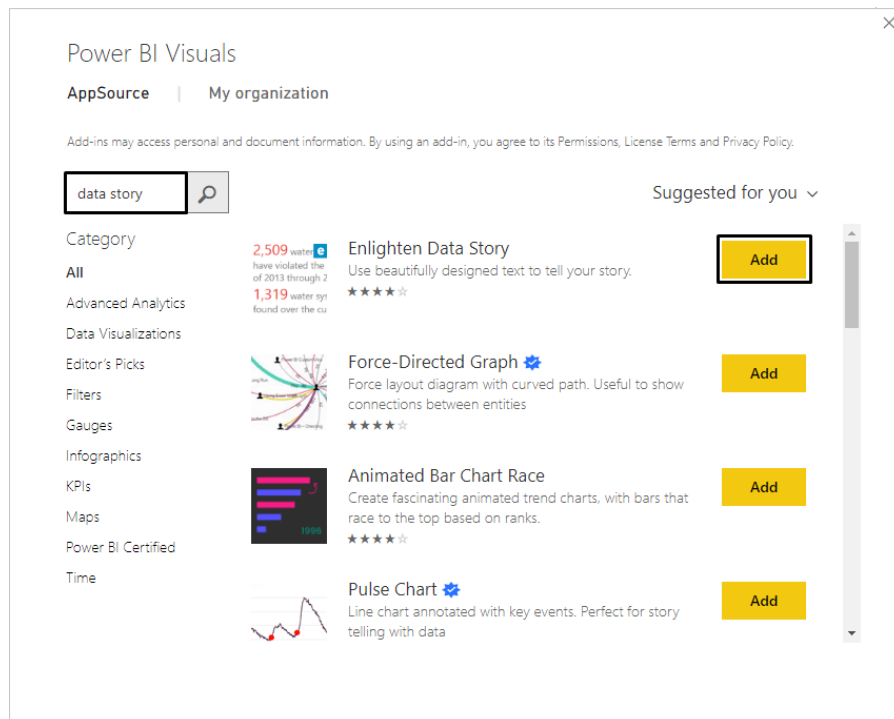 Power BI Visuals
AppSource | My organization
Add-ins may access personal and document information. By using an add-in, you agree to its Permissions, License Terms and Privacy Policy.
data story
Suggested for you
Category
All
Advanced Analytics
Data Visualizations
Editor's Picks
Filters
Gauges
Infographics
KPIs
Maps
Power BI Certified
Time
2,509 water e
have violated the
of 2013 through 2
1,319 water sys
found over the cu
Enlighten Data Story
Use beautifully designed text to tell your story.
Add
Force-Directed Graph
Force layout diagram with curved path. Useful to show
connections between entities
Add
1996
Animated Bar Chart Race
Create fascinating animated trend charts, with bars that
race to the top based on ranks.
Add
Pulse Chart
Line chart annotated with key events. Perfect for story
telling with data
Add